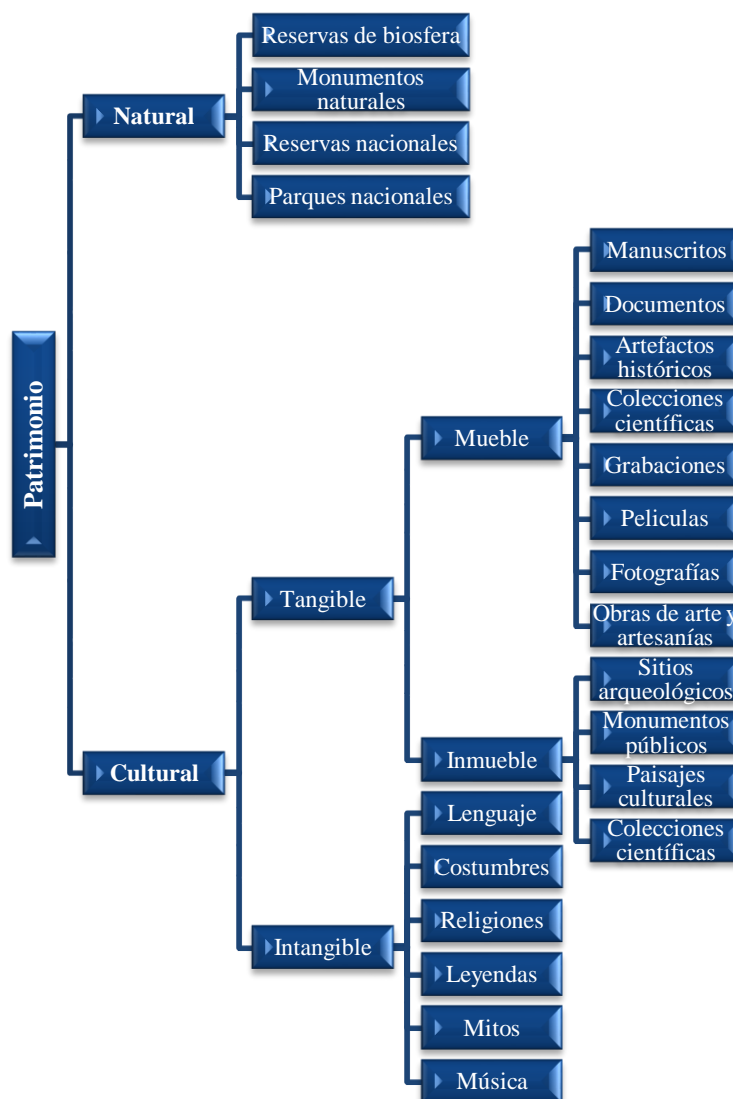 Patrimonio
Natural
Reservas de biosfera
Monumentos
naturales
Reservas nacionales
Parques nacionales
Cultural
Tangible
Mueble
Manuscritos
Documentos
Artefactos
históricos
Colecciones
científicas
Grabaciones
Peliculas
Fotografías
Obras de arte y
artesanías
Inmueble
Sitios
arqueológicos
Monumentos
públicos
Paisajes
culturales
Colecciones
científicas
Intangible
Lenguaje
Costumbres
Religiones
Leyendas
Mitos
Música